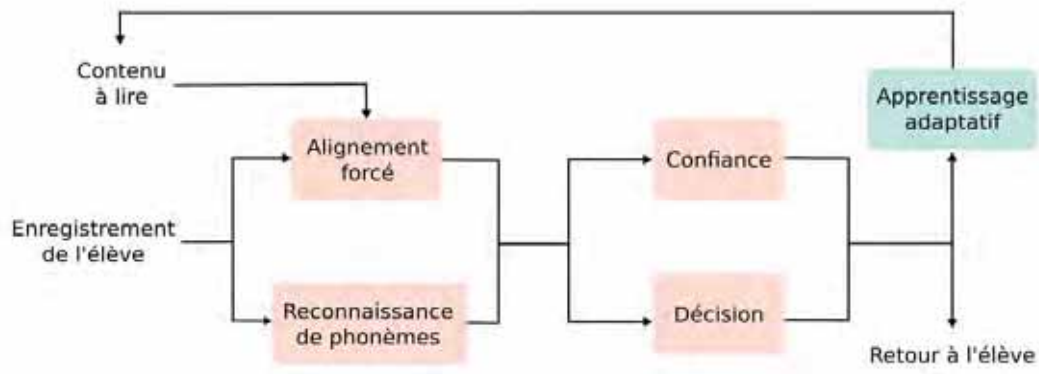 Contenu
à lire
Alignement
forcé
Confiance
Apprentissage
adaptatif
Enregistrement
de l'élève
Reconnaissance
de phonèmes
Décision
Retour à l'élève